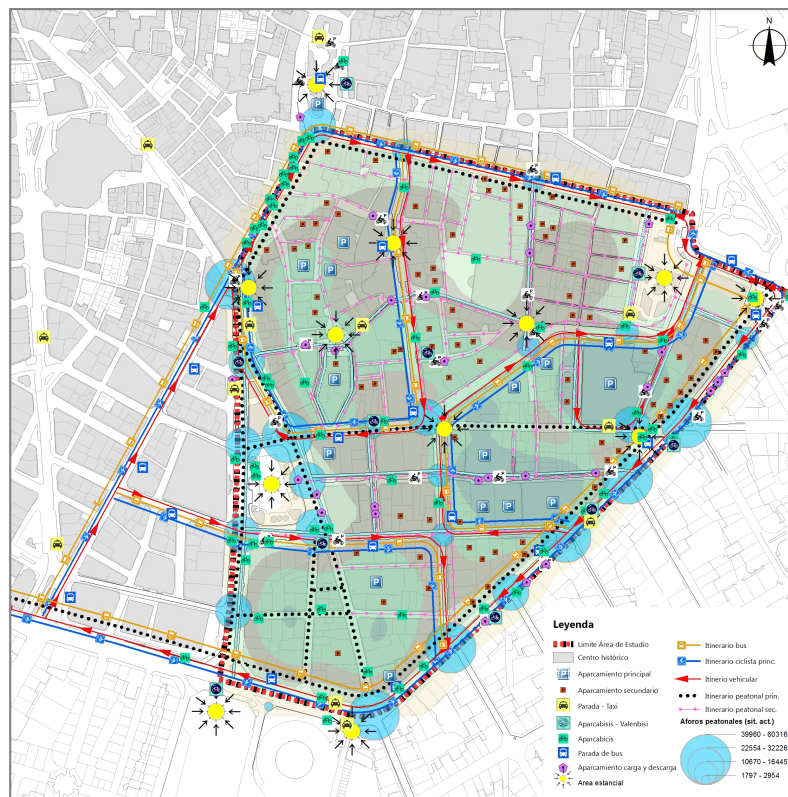 N
Leyenda
Limite Área de Estudio
Centro histórico
Aparcamiento principal
Aparcamiento secundario
Parada - Taxi
Aparcabisis - Valenbisi
Aparcabicis
Parada de bus
Aparcamiento carga y descarga
Area estancial
Itinerario bus
Itinerario ciclista princ.
Itinerio vehicular
Itinerario peatonal prin.
Itinerario peatonal sec.
Aforos peatonales (sit. act.)
39960 - 60316
22554 - 32226
10670 - 16445
1797 - 2954